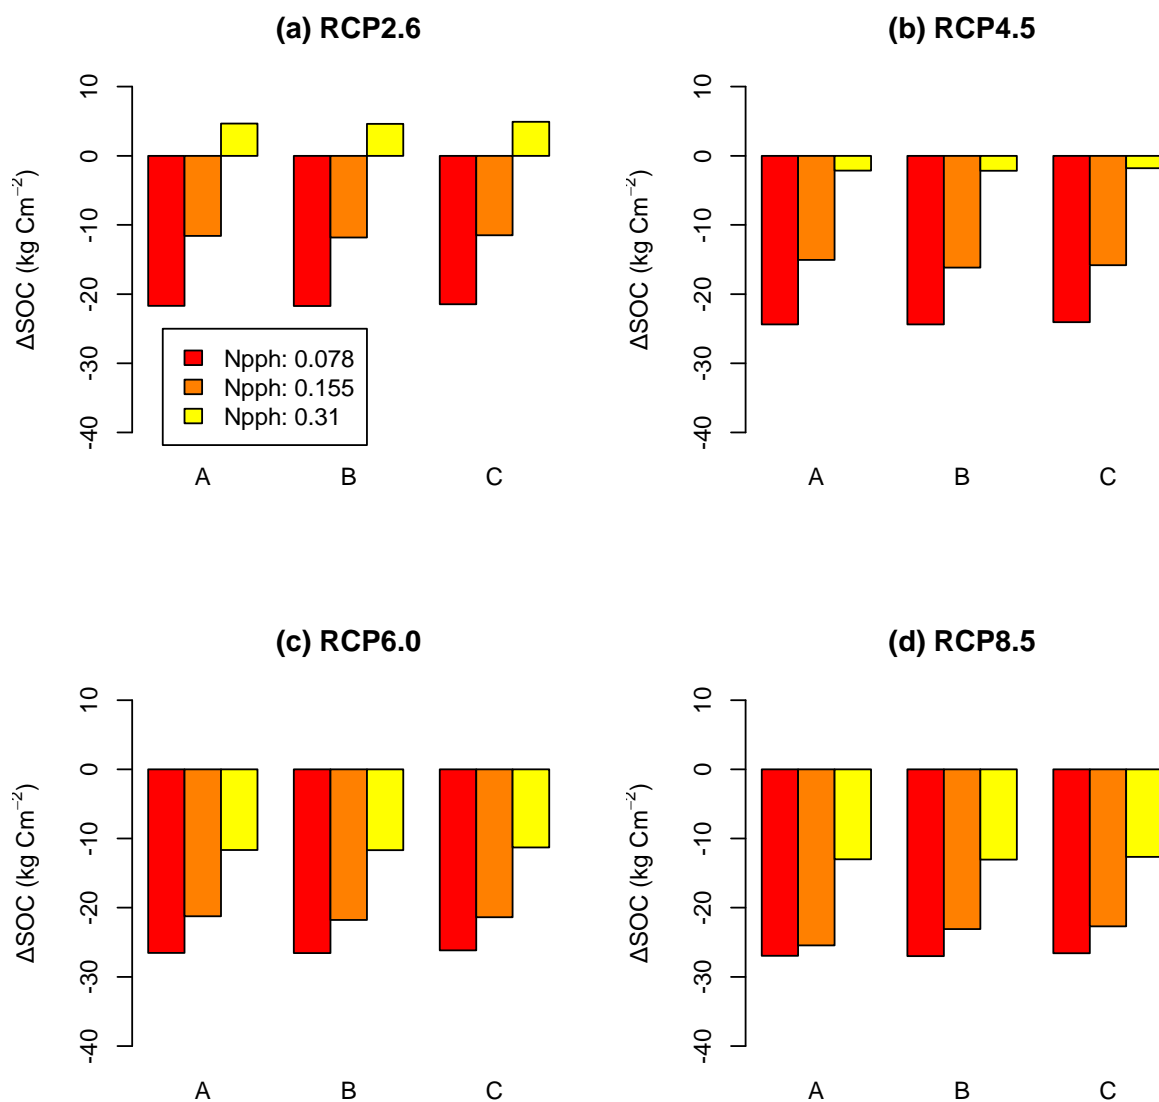 (a) RCP2.6
ΔSOC (kg Cm⁻²)
10
0
-10
-20
-30
-40
Npph: 0.078
Npph: 0.155
Npph: 0.31
A B C
(b) RCP4.5
ΔSOC (kg Cm⁻²)
10
0
-10
-20
-30
-40
A B C
(c) RCP6.0
ΔSOC (kg Cm⁻²)
10
0
-10
-20
-30
-40
A B C
(d) RCP8.5
ΔSOC (kg Cm⁻²)
10
0
-10
-20
-30
-40
A B C